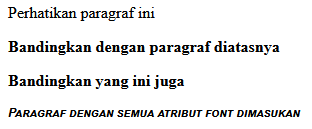 Perhatikan paragraf ini
Bandingkan dengan paragraf diatasnya
Bandingkan yang ini juga
Paragraf dengan semua atribut font dimasukan